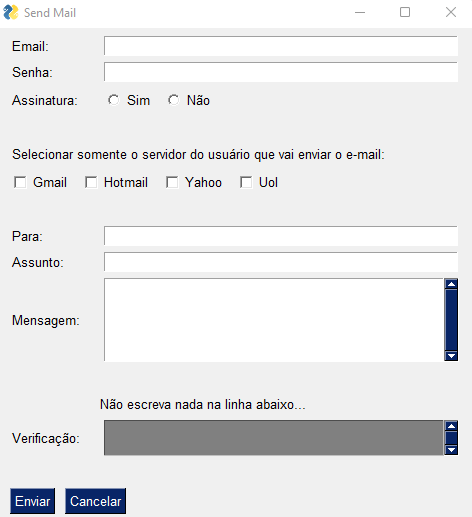 Send Mail
Email:
Senha:
Assinatura: Sim Não
Selecionar somente o servidor do usuário que vai enviar o e-mail:
Gmail Hotmail Yahoo Uol
Para:
Assunto:
Mensagem:
Não escreva nada na linha abaixo...
Verificação:
Enviar Cancelar